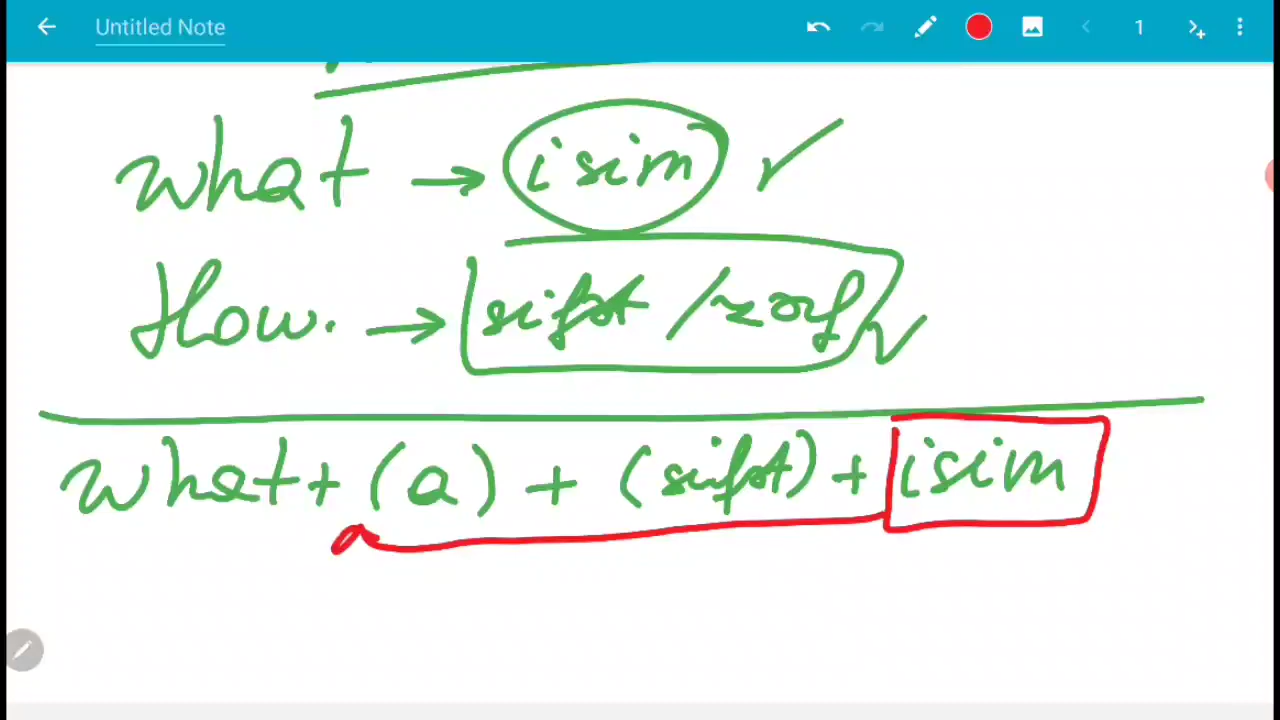 Untitled Note
1
What → isim ✓
How. → sifat / zarf ✓
What + (a) + (sifat) + isim